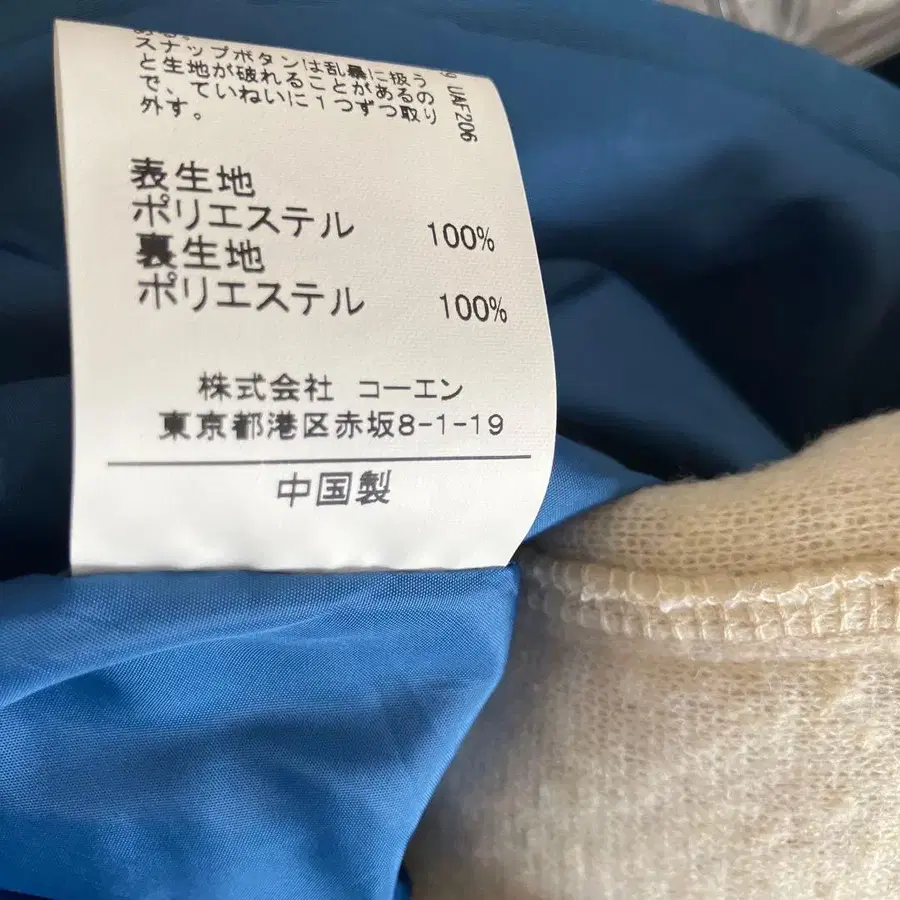 ある。
スナップボタンは乱暴に扱う
と生地が破れることがあるの
で、ていねいに1つずつ取り
外す。
9 UAF206
表生地
ポリエステル 100%
裏生地
ポリエステル 100%
株式会社 コーエン
東京都港区赤坂8-1-19
中国製